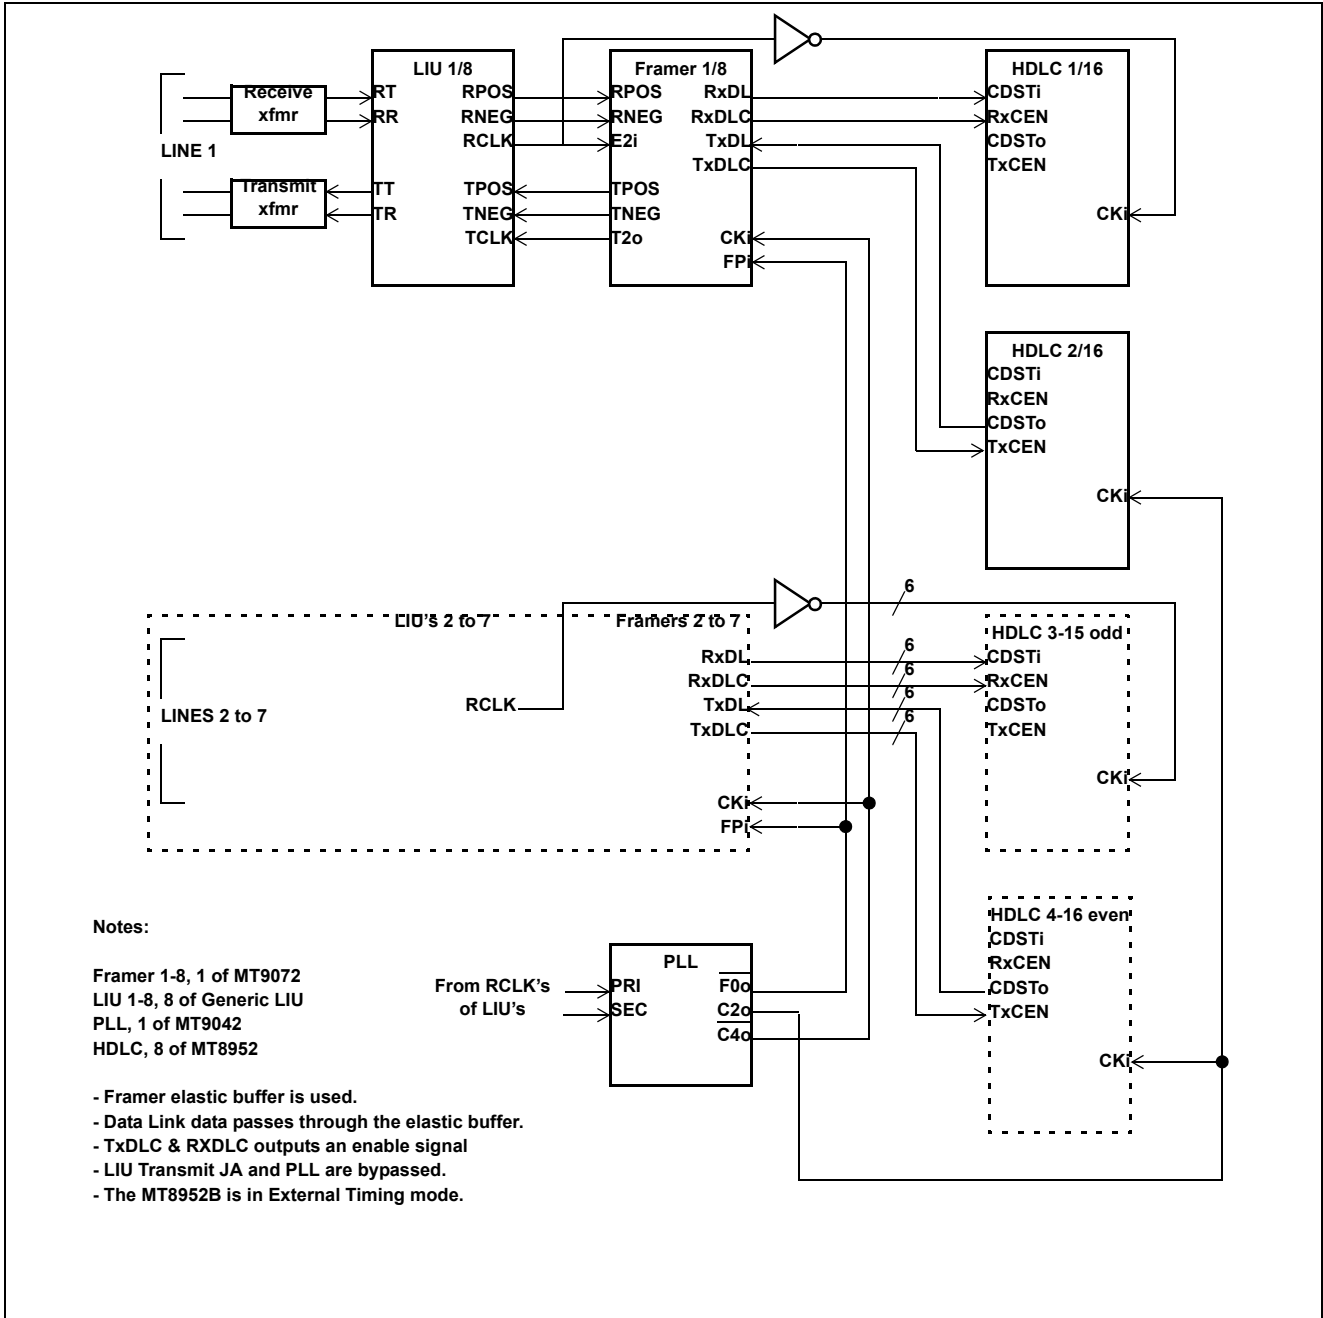 LIU 1/8
Framer 1/8
HDLC 1/16
Receive
xfmr
RT
RR
RPOS
RNEG
RCLK
RPOS
RNEG
E2i
RxDL
RxDLC
TxDL
TxDLC
CDSTi
RxCEN
CDSTo
TxCEN
LINE 1
Transmit
xfmr
TT
TR
TPOS
TNEG
TCLK
TPOS
TNEG
T2o
CKi
FPi
CKi
HDLC 2/16
CDSTi
RxCEN
CDSTo
TxCEN
CKi
6
LIU's 2 to 7
Framers 2 to 7
HDLC 3-15 odd
RxDL
6
CDSTi
RxDLC
6
RxCEN
LINES 2 to 7
RCLK
TxDL
6
CDSTo
TxDLC
6
TxCEN
CKi
CKi
FPi
HDLC 4-16 even
CDSTi
RxCEN
CDSTo
TxCEN
CKi
Notes:
Framer 1-8, 1 of MT9072
LIU 1-8, 8 of Generic LIU
PLL, 1 of MT9042
HDLC, 8 of MT8952
From RCLK's
of LIU's
PLL
PRI
SEC
F0o
C2o
C4o
- Framer elastic buffer is used.
- Data Link data passes through the elastic buffer.
- TxDLC & RXDLC outputs an enable signal
- LIU Transmit JA and PLL are bypassed.
- The MT8952B is in External Timing mode.